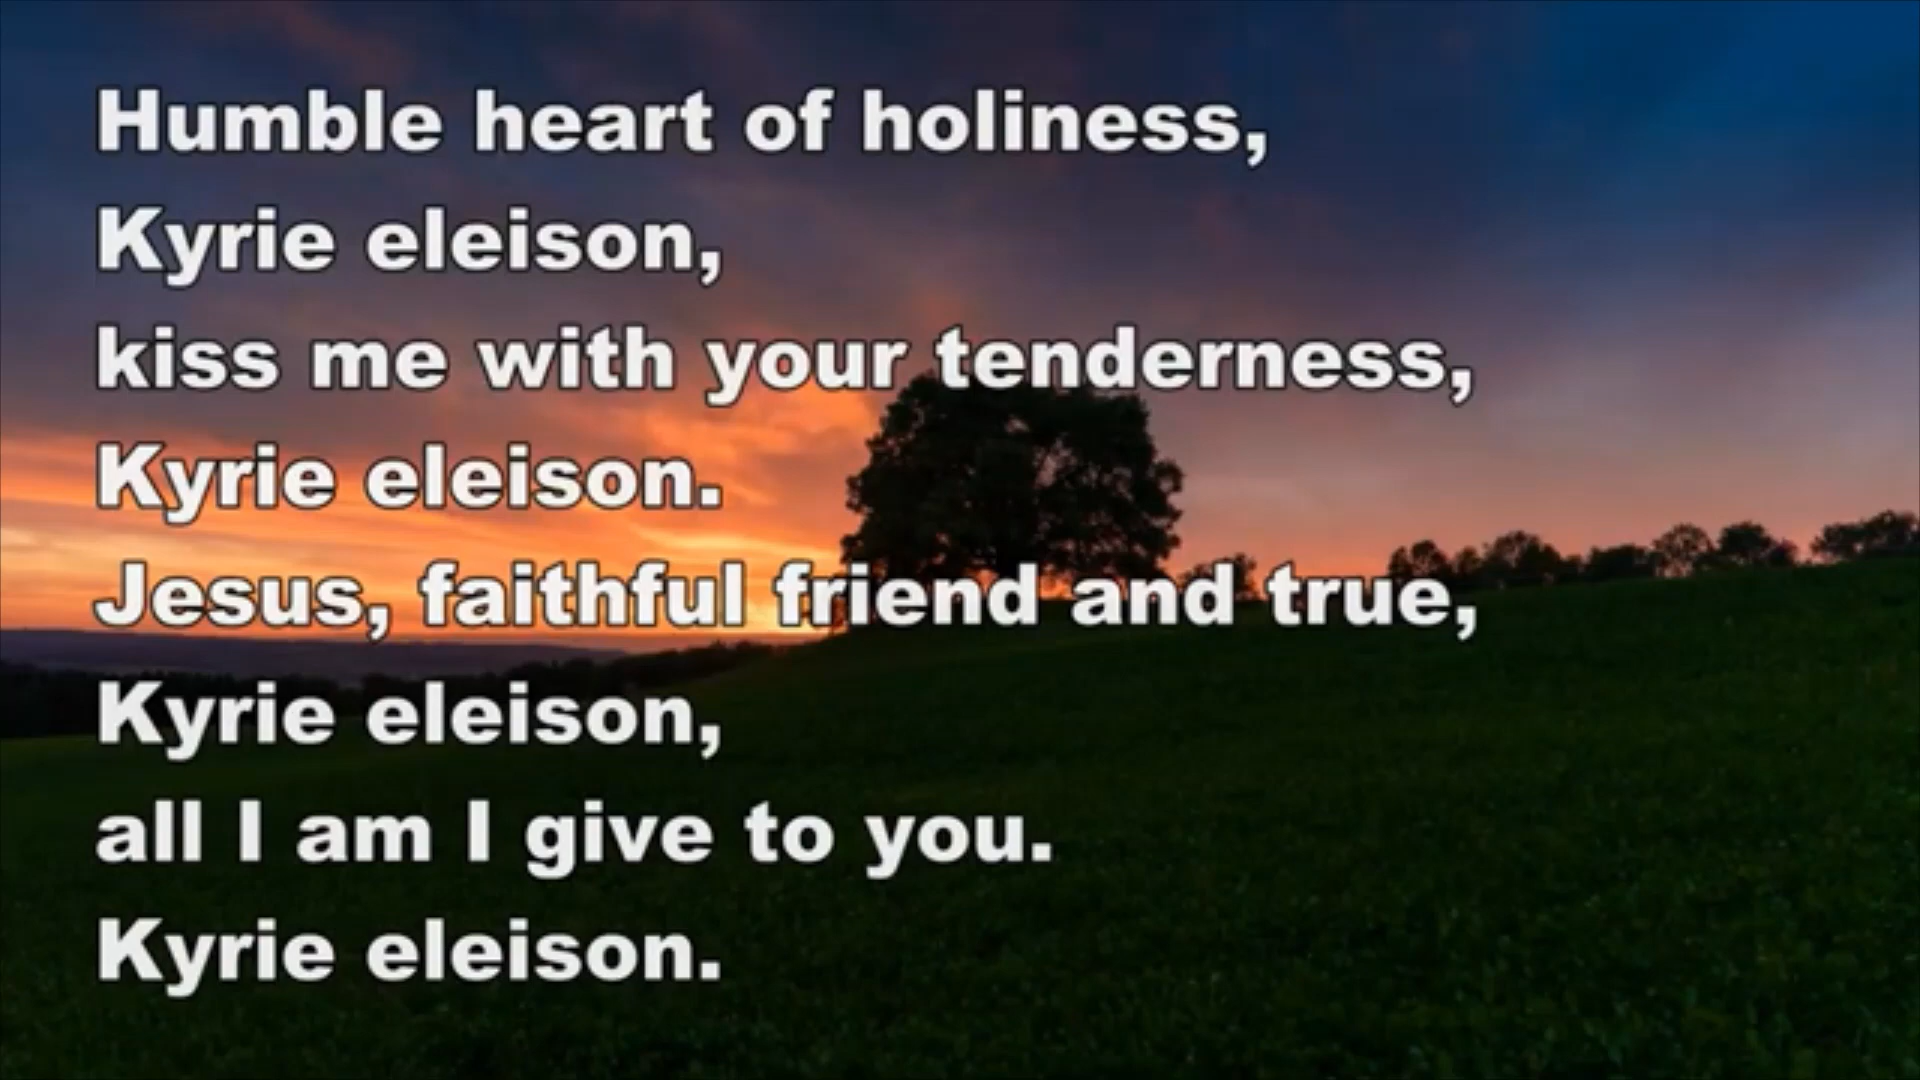 Humble heart of holiness,
Kyrie eleison,
kiss me with your tenderness,
Kyrie eleison.
Jesus, faithful friend and true,
Kyrie eleison,
all I am I give to you.
Kyrie eleison.